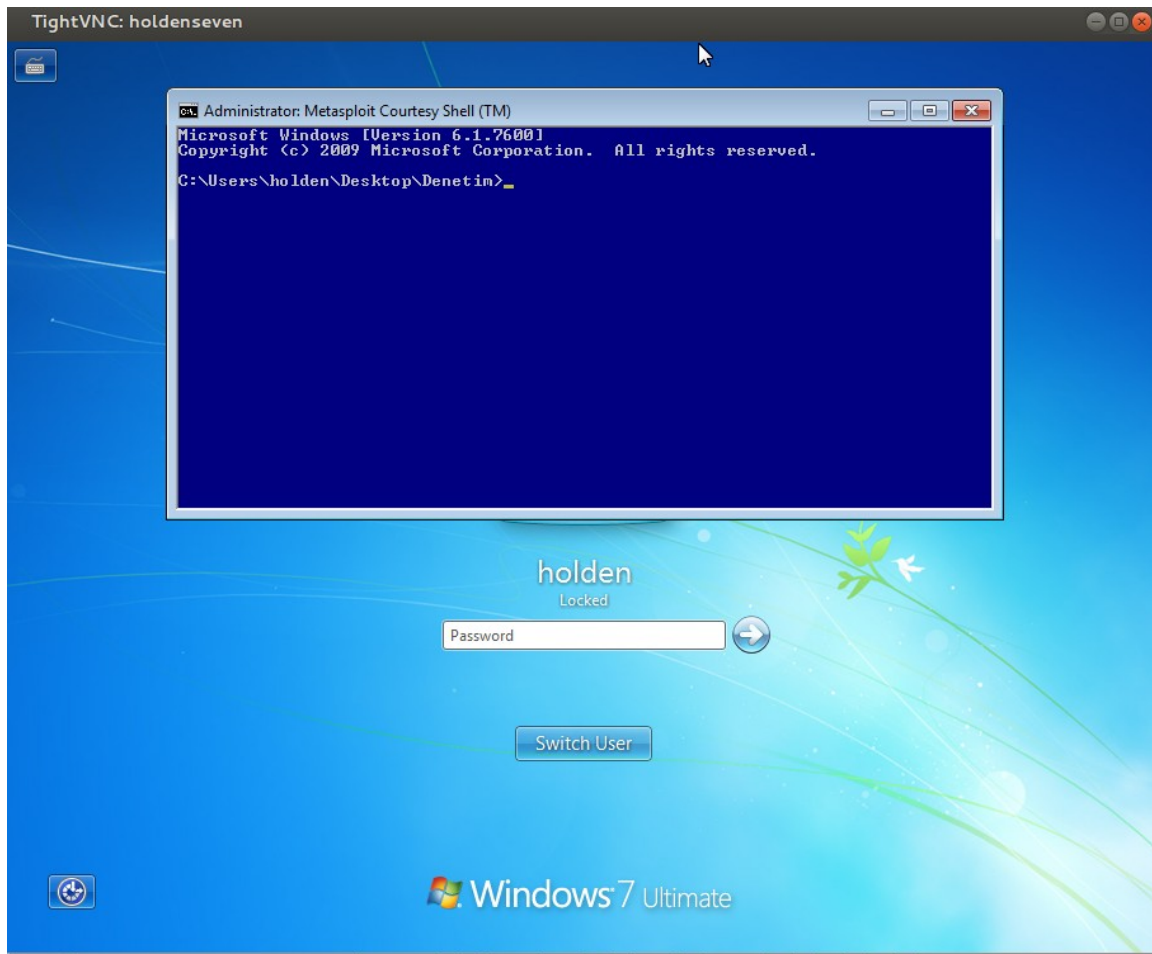 TightVNC: holdenseven
Administrator: Metasploit Courtesy Shell (TM)
Microsoft Windows [Version 6.1.7600]
Copyright (c) 2009 Microsoft Corporation.  All rights reserved.
C:\Users\holden\Desktop\Denetim>_
holden
Locked
Password
Switch User
Windows 7 Ultimate